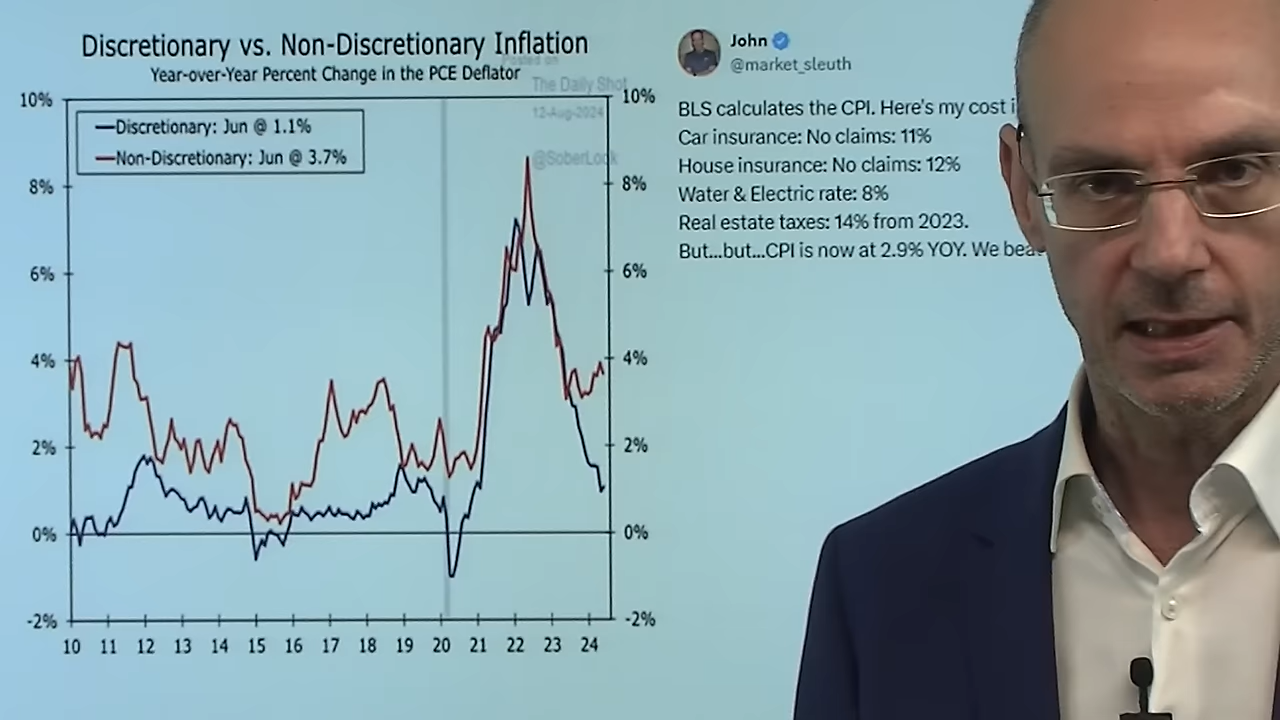 Discretionary vs. Non-Discretionary Inflation
Year-over-Year Percent Change in the PCE Deflator
Posted on
The Daily Shot
12-Aug-2024
@SoberLook
Discretionary: Jun @ 1.1%
Non-Discretionary: Jun @ 3.7%
10%
8%
6%
4%
2%
0%
-2%
10%
8%
6%
4%
2%
0%
-2%
10 11 12 13 14 15 16 17 18 19 20 21 22 23 24
John
@market_sleuth
BLS calculates the CPI. Here's my cost i
Car insurance: No claims: 11%
House insurance: No claims: 12%
Water & Electric rate: 8%
Real estate taxes: 14% from 2023.
But...but...CPI is now at 2.9% YOY. We bea